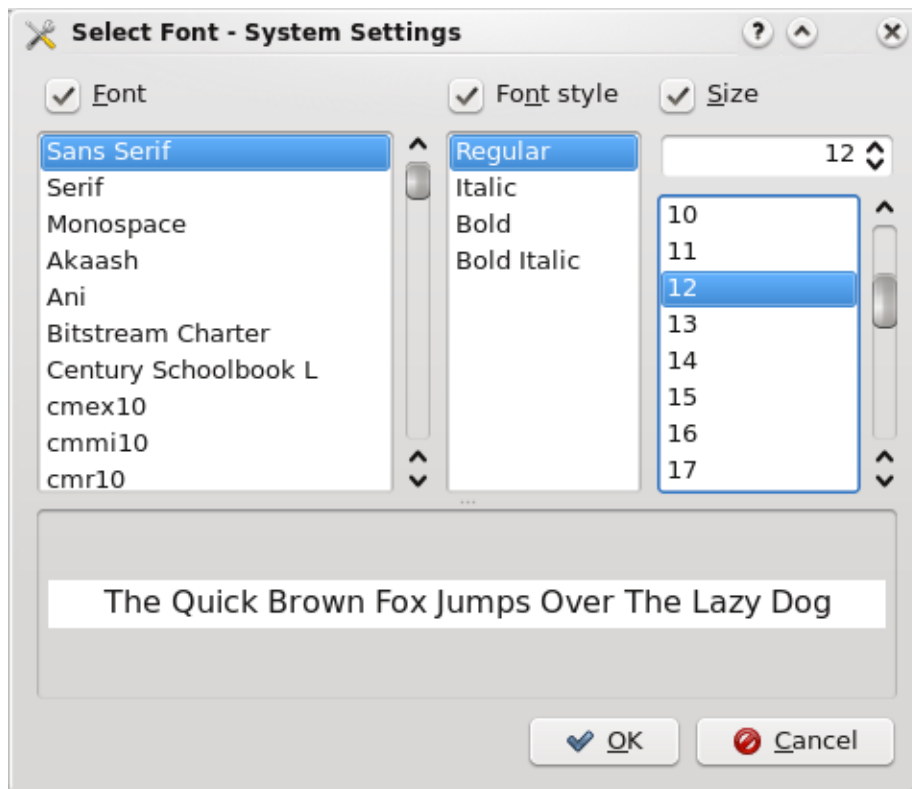 Select Font - System Settings
Font
Font style
Size
Sans Serif
Serif
Monospace
Akaash
Ani
Bitstream Charter
Century Schoolbook L
cmex10
cmmi10
cmr10
Regular
Italic
Bold
Bold Italic
12
10
11
12
13
14
15
16
17
The Quick Brown Fox Jumps Over The Lazy Dog
OK
Cancel